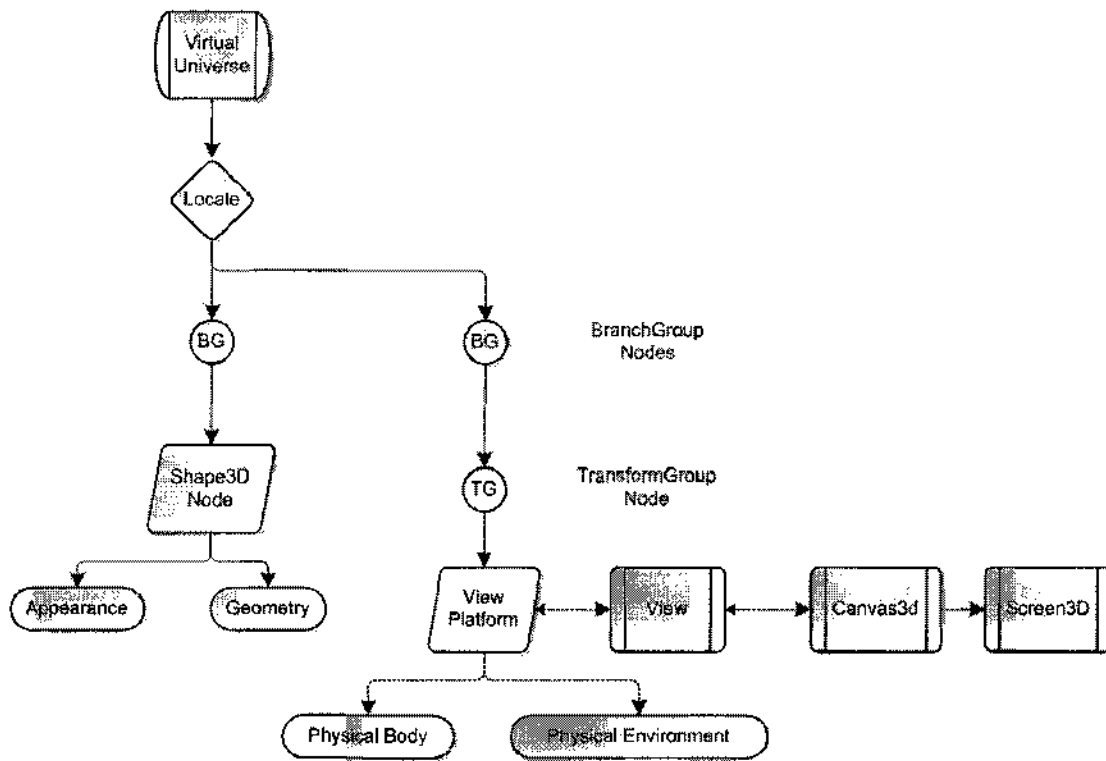 Virtual
Universe
Locale
BG
BG
BranchGroup
Nodes
Shape3D
Node
TG
TransformGroup
Node
Appearance
Geometry
View
Platform
View
Canvas3d
Screen3D
Physical Body
Physical Environment